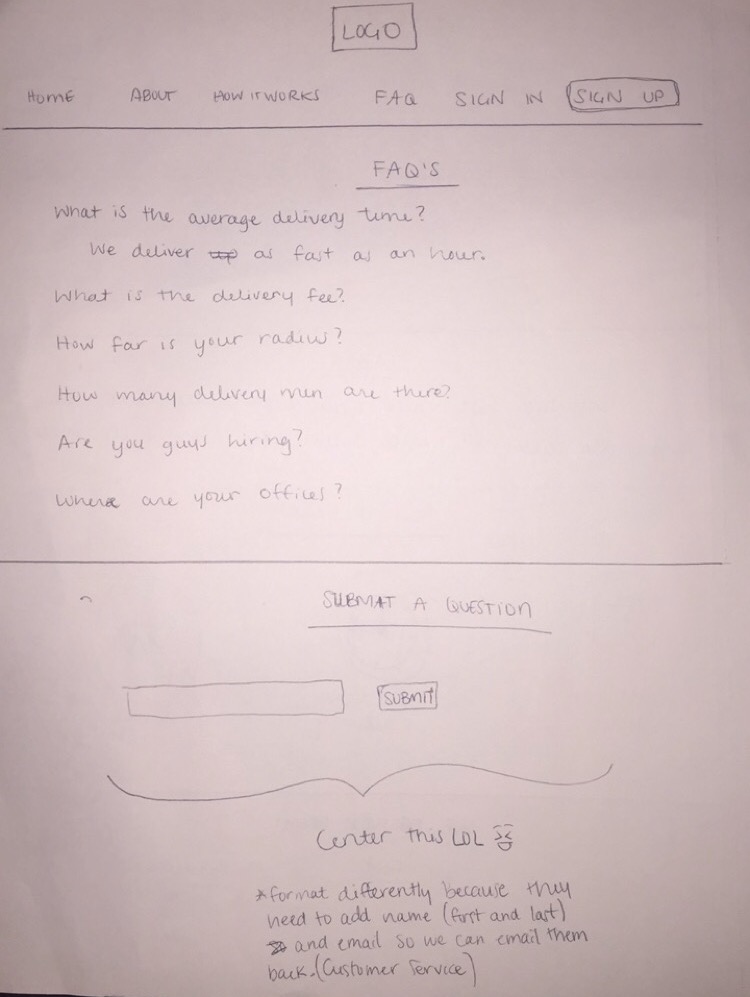 LOGO
HOME ABOUT HOW IT WORKS FAQ SIGN IN SIGN UP
FAQ'S
What is the average delivery time?
We deliver as fast as an hour.
What is the delivery fee?
How far is your radius?
How many delivery men are there?
Are you guys hiring?
Where are your offices?
SUBMIT A QUESTION
SUBMIT
Center this LOL
*format differently because they
need to add name (first and last)
and email so we can email them
back. (Customer Service)